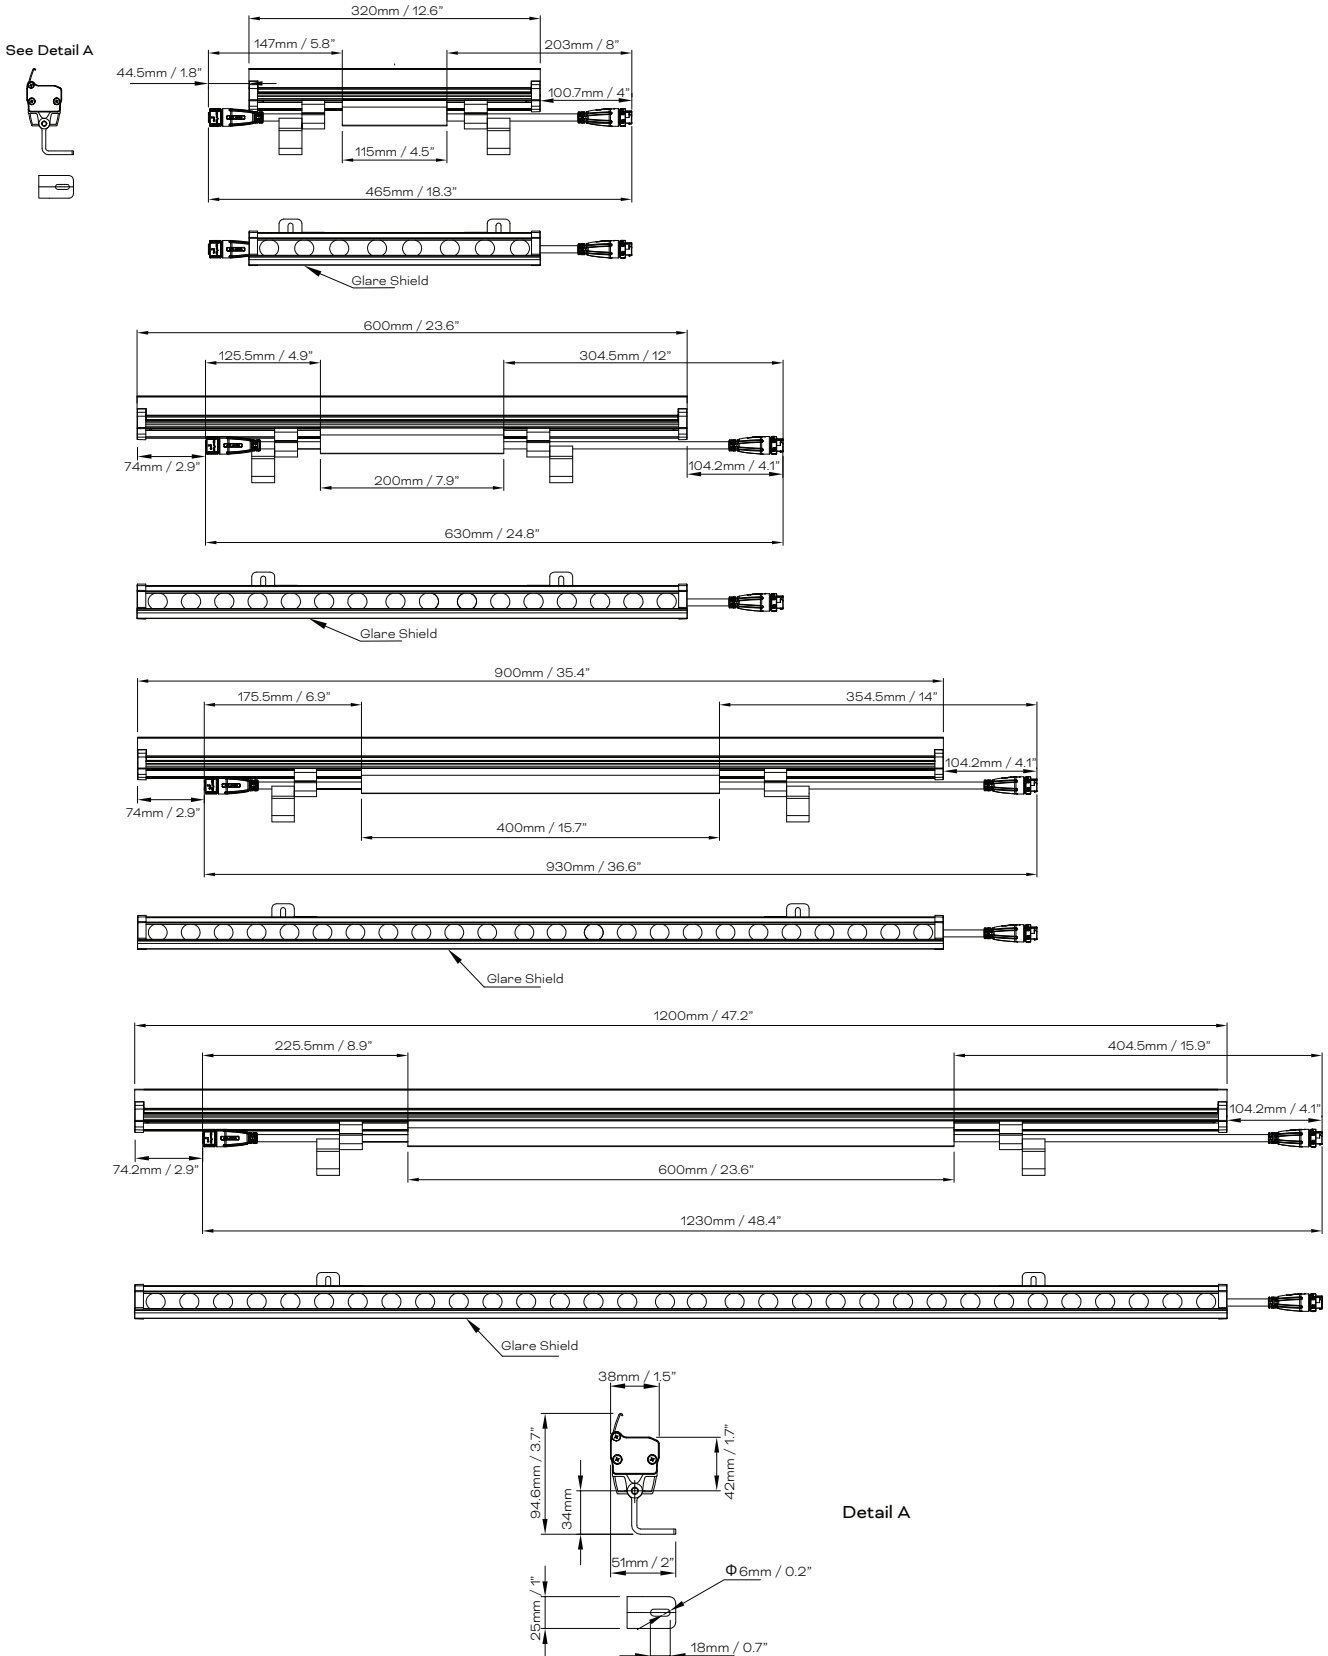 320mm / 12.6"
147mm / 5.8"
203mm / 8"
See Detail A
44.5mm / 1.8"
100.7mm / 4"
115mm / 4.5"
465mm / 18.3"
Glare Shield
600mm / 23.6"
125.5mm / 4.9"
304.5mm / 12"
74mm / 2.9"
104.2mm / 4.1"
200mm / 7.9"
630mm / 24.8"
Glare Shield
900mm / 35.4"
175.5mm / 6.9"
354.5mm / 14"
104.2mm / 4.1"
74mm / 2.9"
400mm / 15.7"
930mm / 36.6"
Glare Shield
1200mm / 47.2"
225.5mm / 8.9"
404.5mm / 15.9"
104.2mm / 4.1"
74.2mm / 2.9"
600mm / 23.6"
1230mm / 48.4"
Glare Shield
38mm / 1.5"
94.6mm / 3.7"
34mm
42mm / 1.7"
Detail A
51mm / 2"
Φ6mm / 0.2"
25mm / 1"
18mm / 0.7"